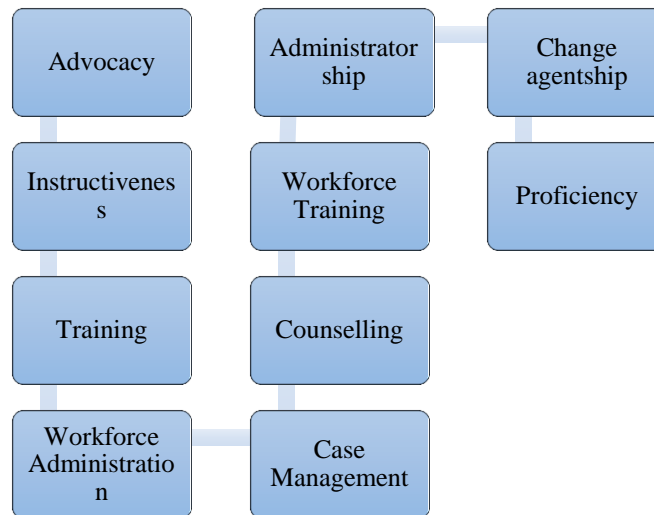 Advocacy
Instructivenes
s
Training
Workforce
Administratio
n
Case
Management
Counselling
Workforce
Training
Administrator
ship
Change
agentship
Proficiency